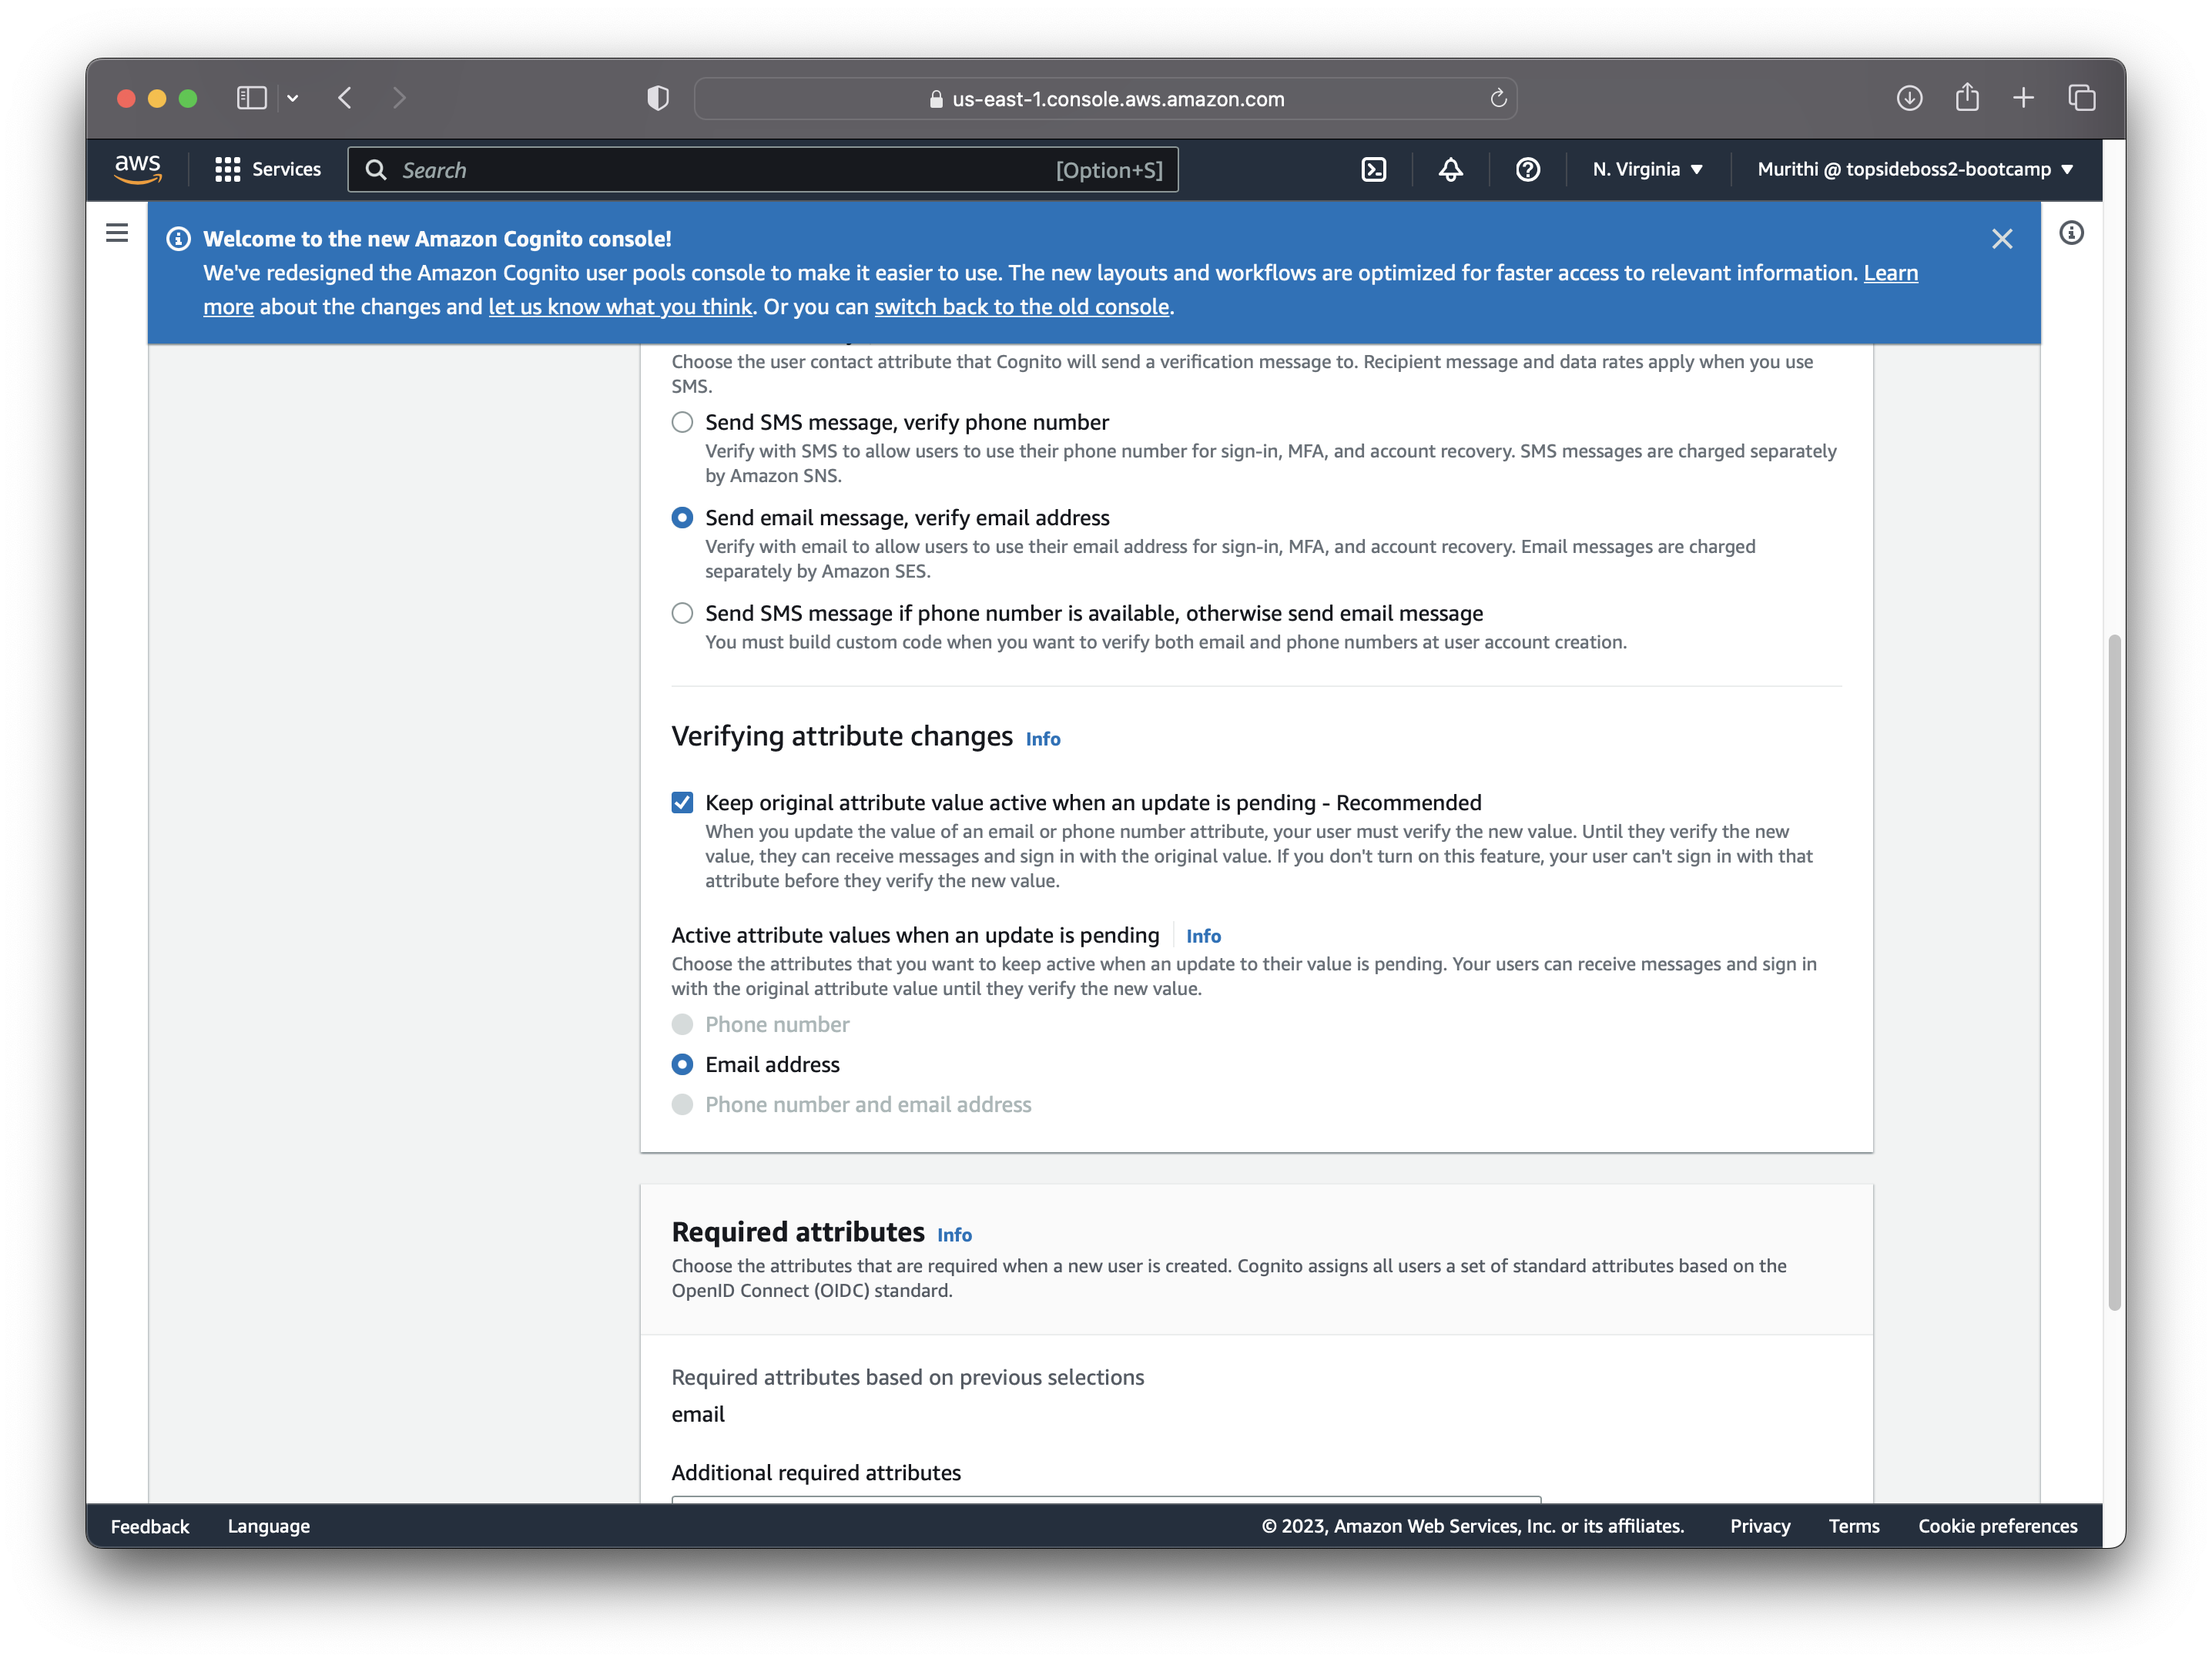 us-east-1.console.aws.amazon.com
aws
Services
Search
[Option+S]
N. Virginia
Murithi @ topsideboss2-bootcamp
Welcome to the new Amazon Cognito console!
We've redesigned the Amazon Cognito user pools console to make it easier to use. The new layouts and workflows are optimized for faster access to relevant information. Learn
more about the changes and let us know what you think. Or you can switch back to the old console.
Choose the user contact attribute that Cognito will send a verification message to. Recipient message and data rates apply when you use
SMS.
Send SMS message, verify phone number
Verify with SMS to allow users to use their phone number for sign-in, MFA, and account recovery. SMS messages are charged separately
by Amazon SNS.
Send email message, verify email address
Verify with email to allow users to use their email address for sign-in, MFA, and account recovery. Email messages are charged
separately by Amazon SES.
Send SMS message if phone number is available, otherwise send email message
You must build custom code when you want to verify both email and phone numbers at user account creation.
Verifying attribute changes Info
Keep original attribute value active when an update is pending - Recommended
When you update the value of an email or phone number attribute, your user must verify the new value. Until they verify the new
value, they can receive messages and sign in with the original value. If you don't turn on this feature, your user can't sign in with that
attribute before they verify the new value.
Active attribute values when an update is pending Info
Choose the attributes that you want to keep active when an update to their value is pending. Your users can receive messages and sign in
with the original attribute value until they verify the new value.
Phone number
Email address
Phone number and email address
Required attributes Info
Choose the attributes that are required when a new user is created. Cognito assigns all users a set of standard attributes based on the
OpenID Connect (OIDC) standard.
Required attributes based on previous selections
email
Additional required attributes
Feedback
Language
© 2023, Amazon Web Services, Inc. or its affiliates.
Privacy
Terms
Cookie preferences